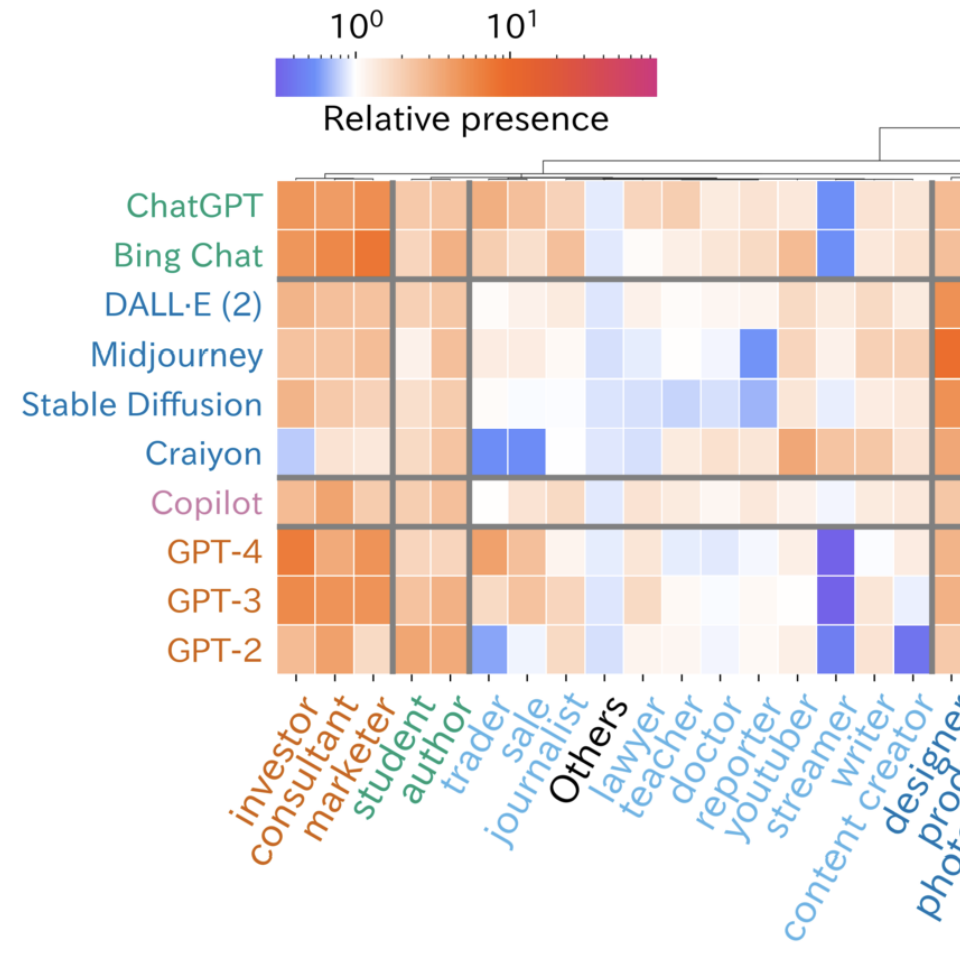 10⁰ 10¹
Relative presence
ChatGPT
Bing Chat
DALL·E (2)
Midjourney
Stable Diffusion
Craiyon
Copilot
GPT-4
GPT-3
GPT-2
investor
consultant
marketer
student
author
trader
sale
journalist
Others
lawyer
teacher
doctor
reporter
youtuber
streamer
writer
content creator
designer